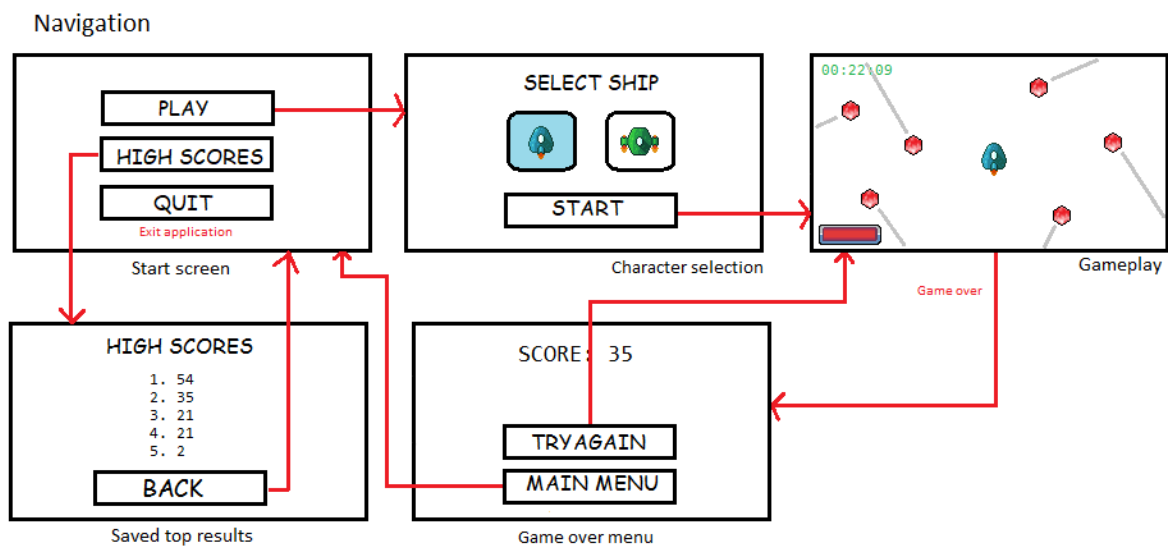 Navigation
PLAY
HIGH SCORES
QUIT
Exit application
Start screen
SELECT SHIP
START
Character selection
00:22:09
Gameplay
Game over
HIGH SCORES
1. 54
2. 35
3. 21
4. 21
5. 2
BACK
Saved top results
SCORE: 35
TRYAGAIN
MAIN MENU
Game over menu